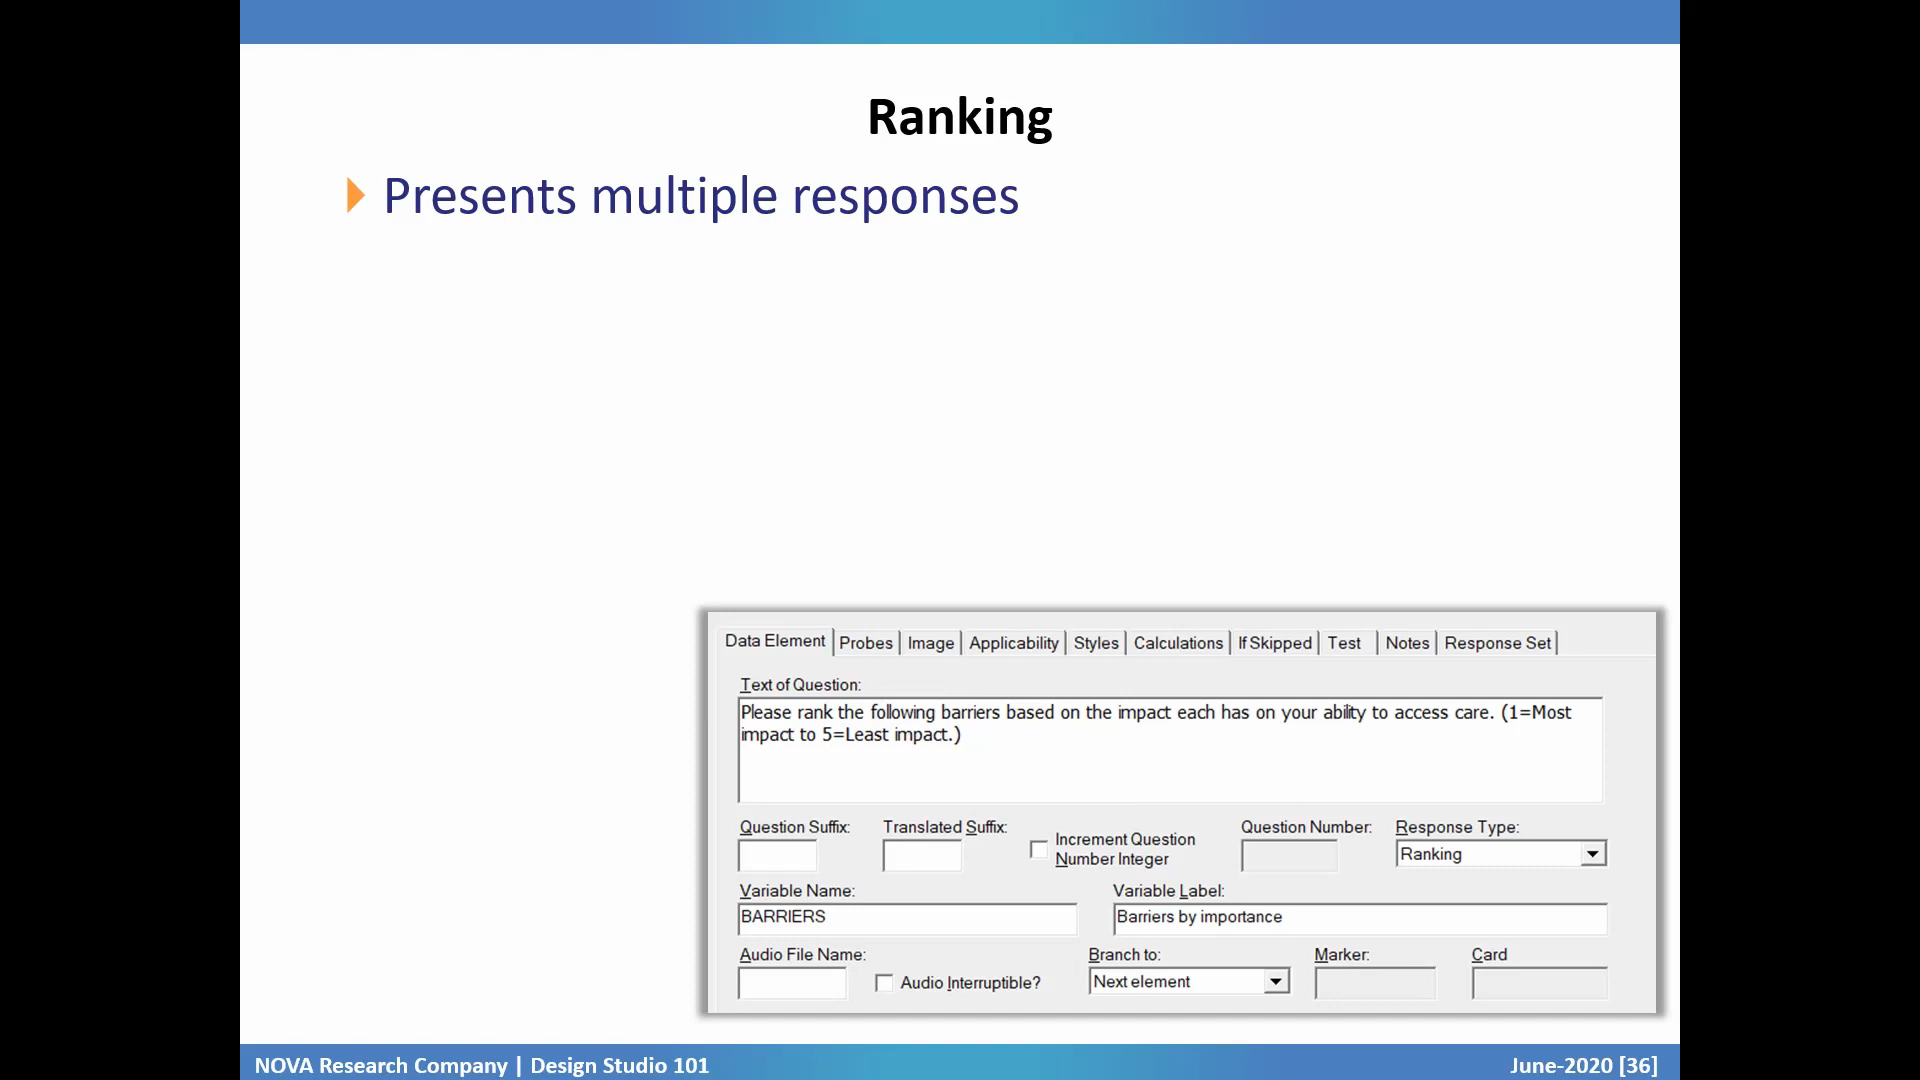 Ranking
Presents multiple responses
Data Element Probes Image Applicability Styles Calculations If Skipped Test Notes Response Set
Text of Question:
Please rank the following barriers based on the impact each has on your ability to access care. (1=Most
impact to 5=Least impact.)
Question Suffix: Translated Suffix: Increment Question Number Integer Question Number: Response Type:
Ranking
Variable Name: Variable Label:
BARRIERS Barriers by importance
Audio File Name: Audio Interruptible? Branch to: Marker: Card
Next element
NOVA Research Company | Design Studio 101 June-2020 [36]